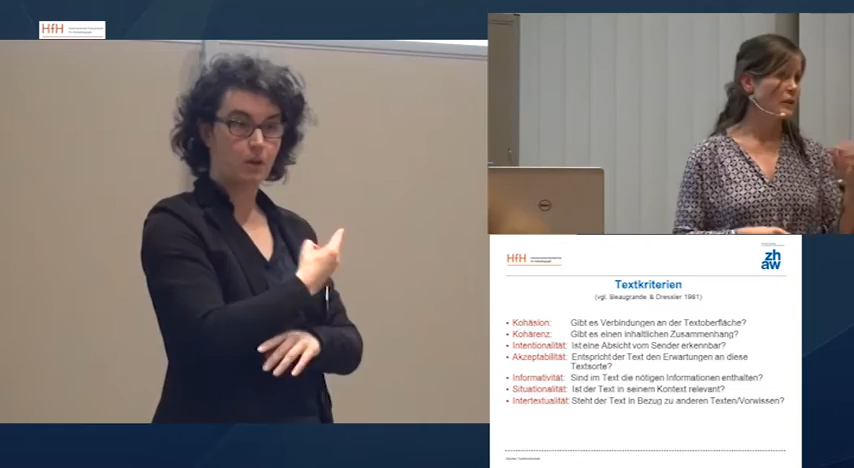 HfH
DELL
HfH
zh
aw
Textkriterien
(vgl. Beaugrande & Dressler 1981)
• Kohäsion: Gibt es Verbindungen an der Textoberfläche?
• Kohärenz: Gibt es einen inhaltlichen Zusammenhang?
• Intentionalität: Ist eine Absicht vom Sender erkennbar?
• Akzeptabilität: Entspricht der Text den Erwartungen an diese
Textsorte?
• Informativität: Sind im Text die nötigen Informationen enthalten?
• Situationalität: Ist der Text in seinem Kontext relevant?
• Intertextualität: Steht der Text in Bezug zu anderen Texten/Vorwissen?